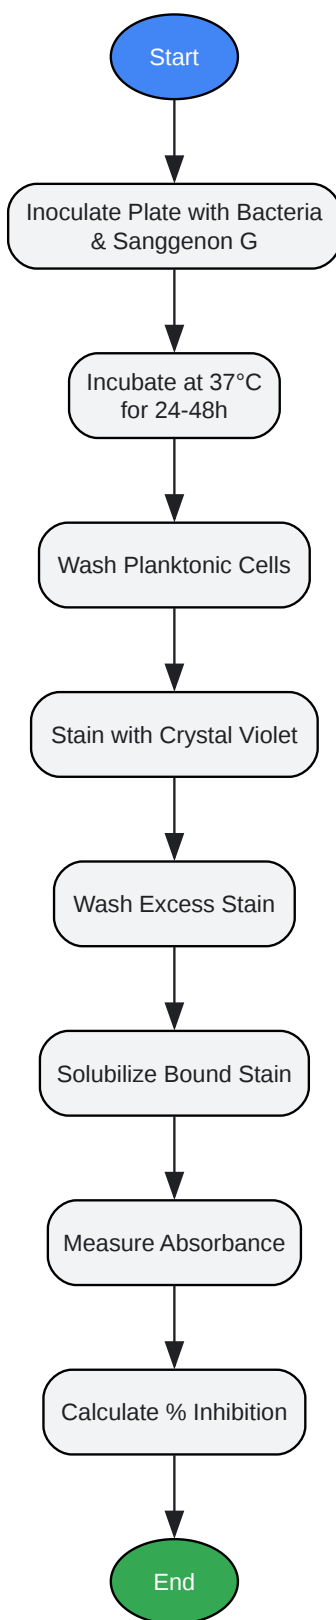 Start
Inoculate Plate with Bacteria
& Sanggenon G
Incubate at 37°C
for 24-48h
Wash Planktonic Cells
Stain with Crystal Violet
Wash Excess Stain
Solubilize Bound Stain
Measure Absorbance
Calculate % Inhibition
End